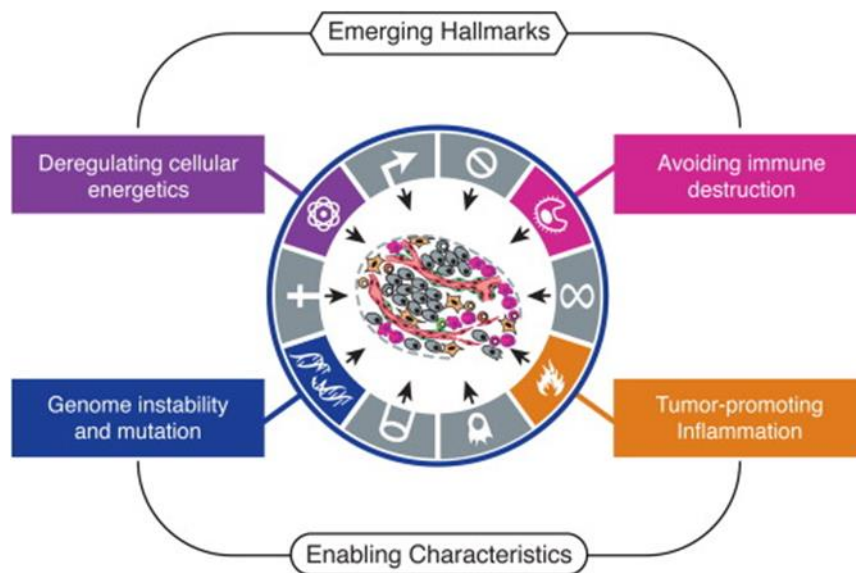 Emerging Hallmarks
Deregulating cellular
energetics
Avoiding immune
destruction
Genome instability
and mutation
Tumor-promoting
Inflammation
Enabling Characteristics